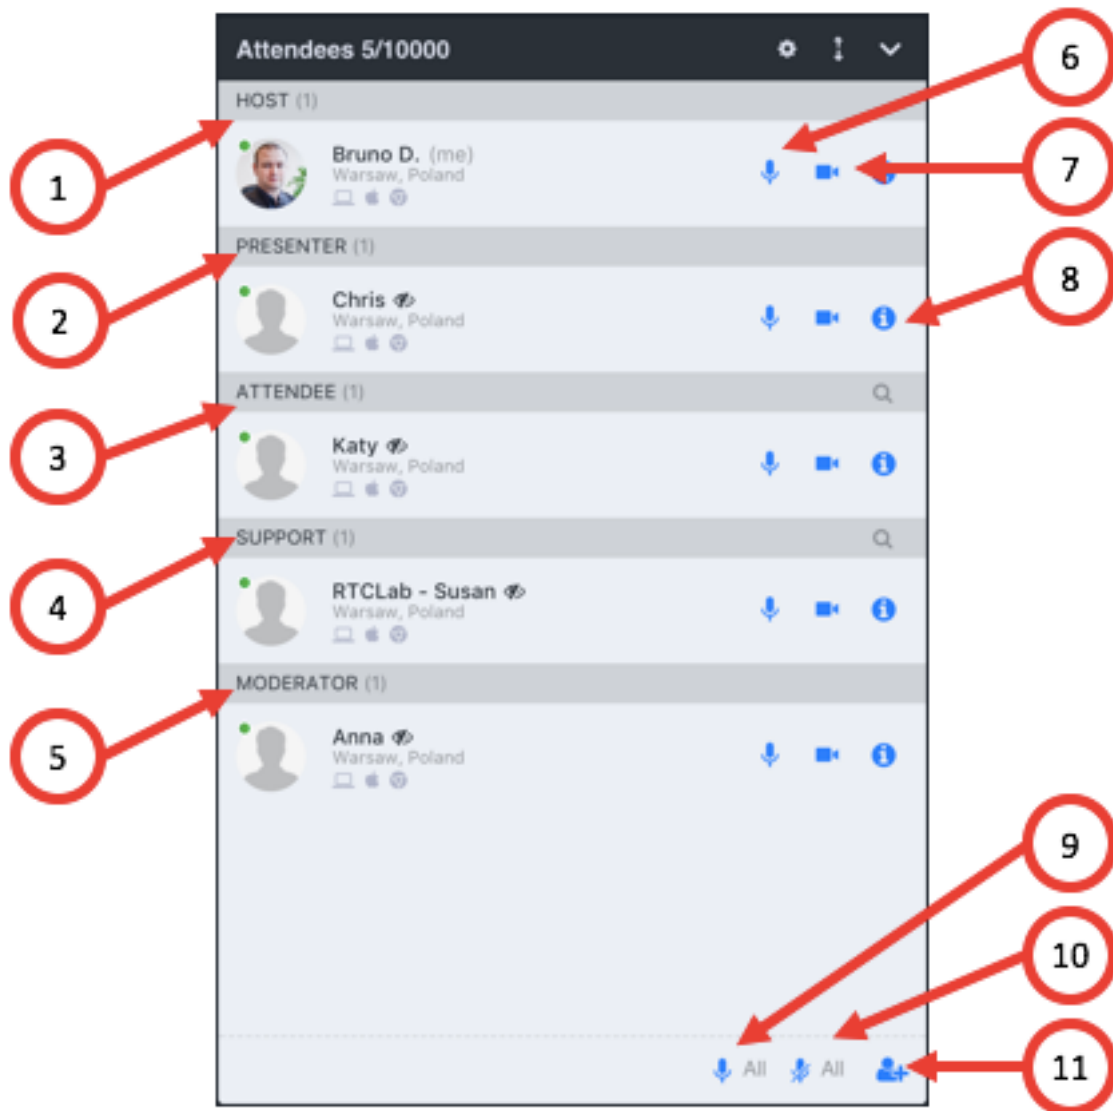 Attendees 5/10000
6
HOST (1)
1
Bruno D. (me)
Warsaw, Poland
7
PRESENTER (1)
2
Chris
Warsaw, Poland
8
ATTENDEE (1)
3
Katy
Warsaw, Poland
SUPPORT (1)
4
RTCLab - Susan
Warsaw, Poland
MODERATOR (1)
5
Anna
Warsaw, Poland
9
10
All All
11